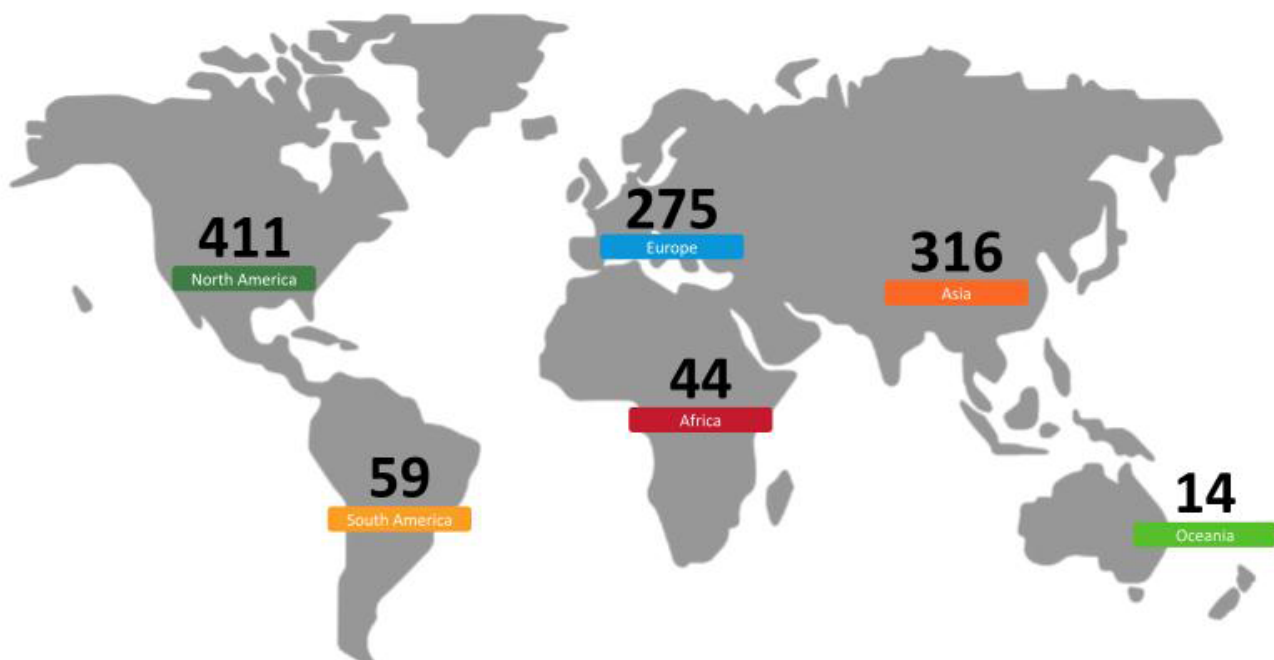 411
North America
275
Europe
316
Asia
44
Africa
59
South America
14
Oceania